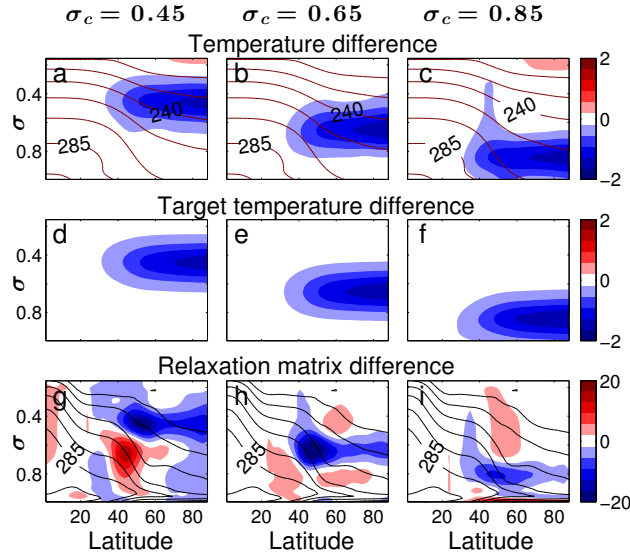 σc = 0.45 σc = 0.65 σc = 0.85
Temperature difference
a b c
0.4
0.8
σ
285 240
285 240
285 240
2
0
−2
Target temperature difference
d e f
0.4
0.8
σ
2
0
−2
Relaxation matrix difference
g h i
0.4
0.8
σ
285
285
285
20
10
0
−10
−20
20 40 60 80 20 40 60 80 20 40 60 80
Latitude Latitude Latitude